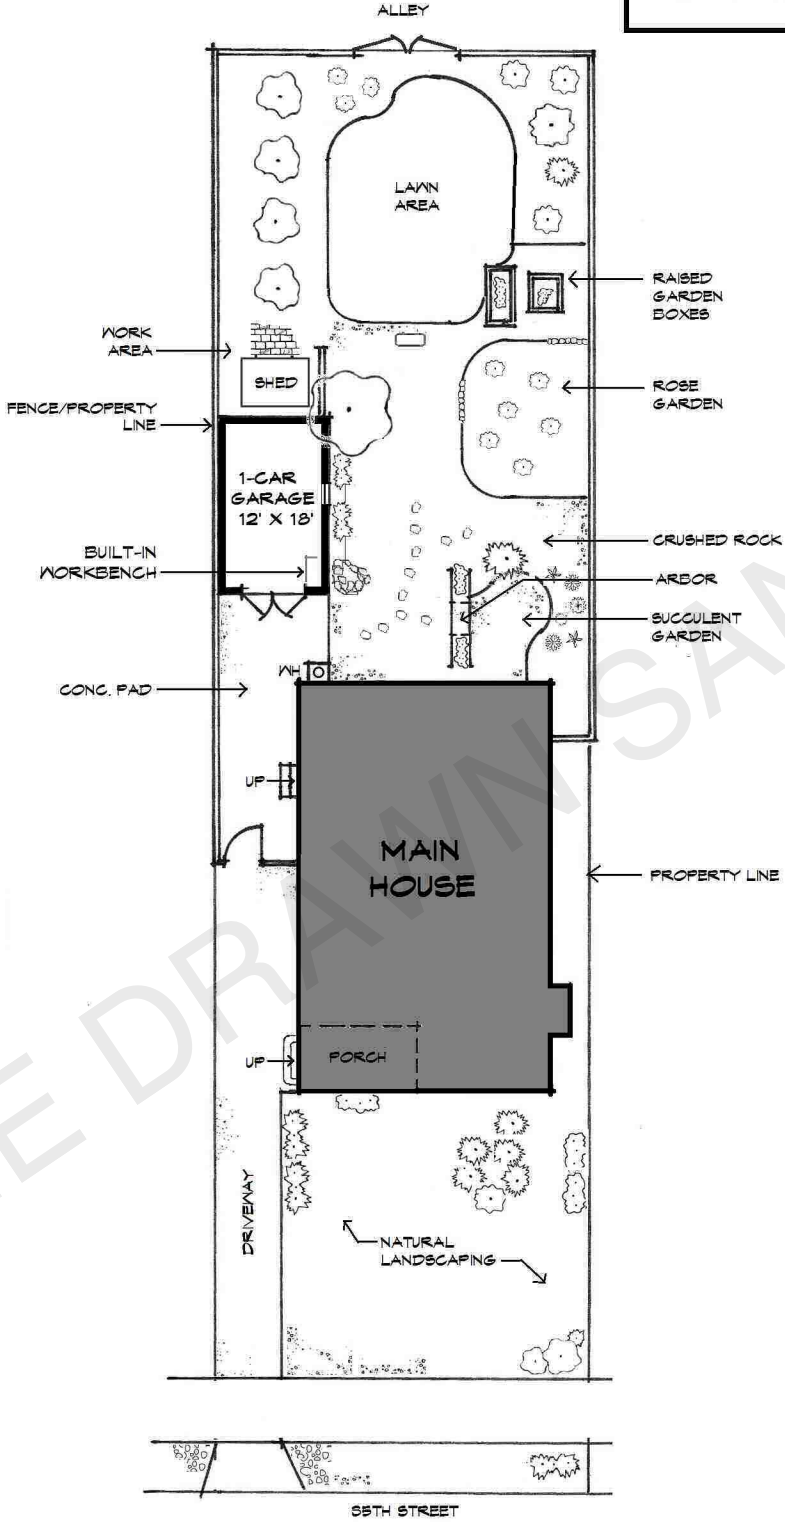 ALLEY
LAWN
AREA
RAISED
GARDEN
BOXES
WORK
AREA
SHED
ROSE
GARDEN
FENCE/PROPERTY
LINE
1-CAR
GARAGE
12' X 18'
CRUSHED ROCK
BUILT-IN
WORKBENCH
ARBOR
SUCCULENT
GARDEN
WH
CONC. PAD
UP
MAIN
HOUSE
PROPERTY LINE
UP
PORCH
DRIVEWAY
NATURAL
LANDSCAPING
55TH STREET
DRAWN